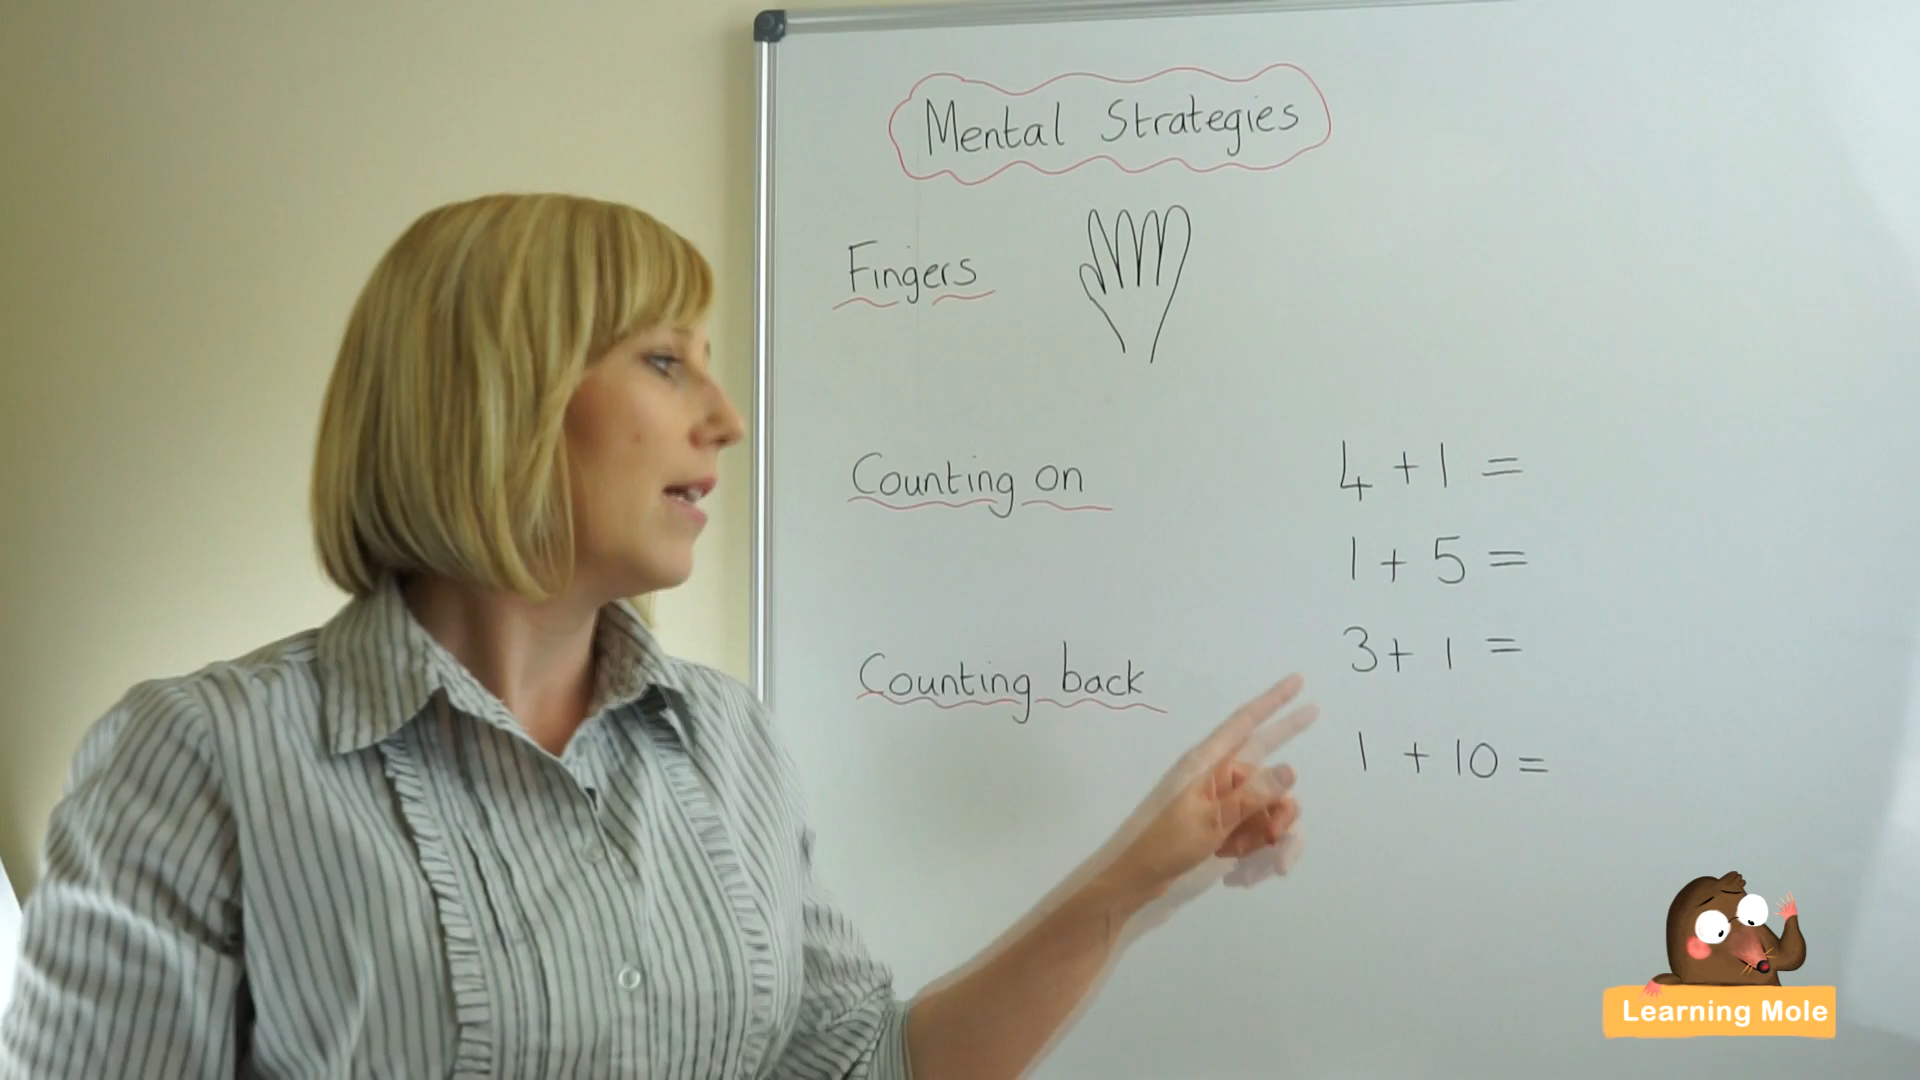 Mental Strategies
Fingers
Counting on
4 + 1 =
1 + 5 =
Counting back
3 + 1 =
1 + 10 =
Learning Mole